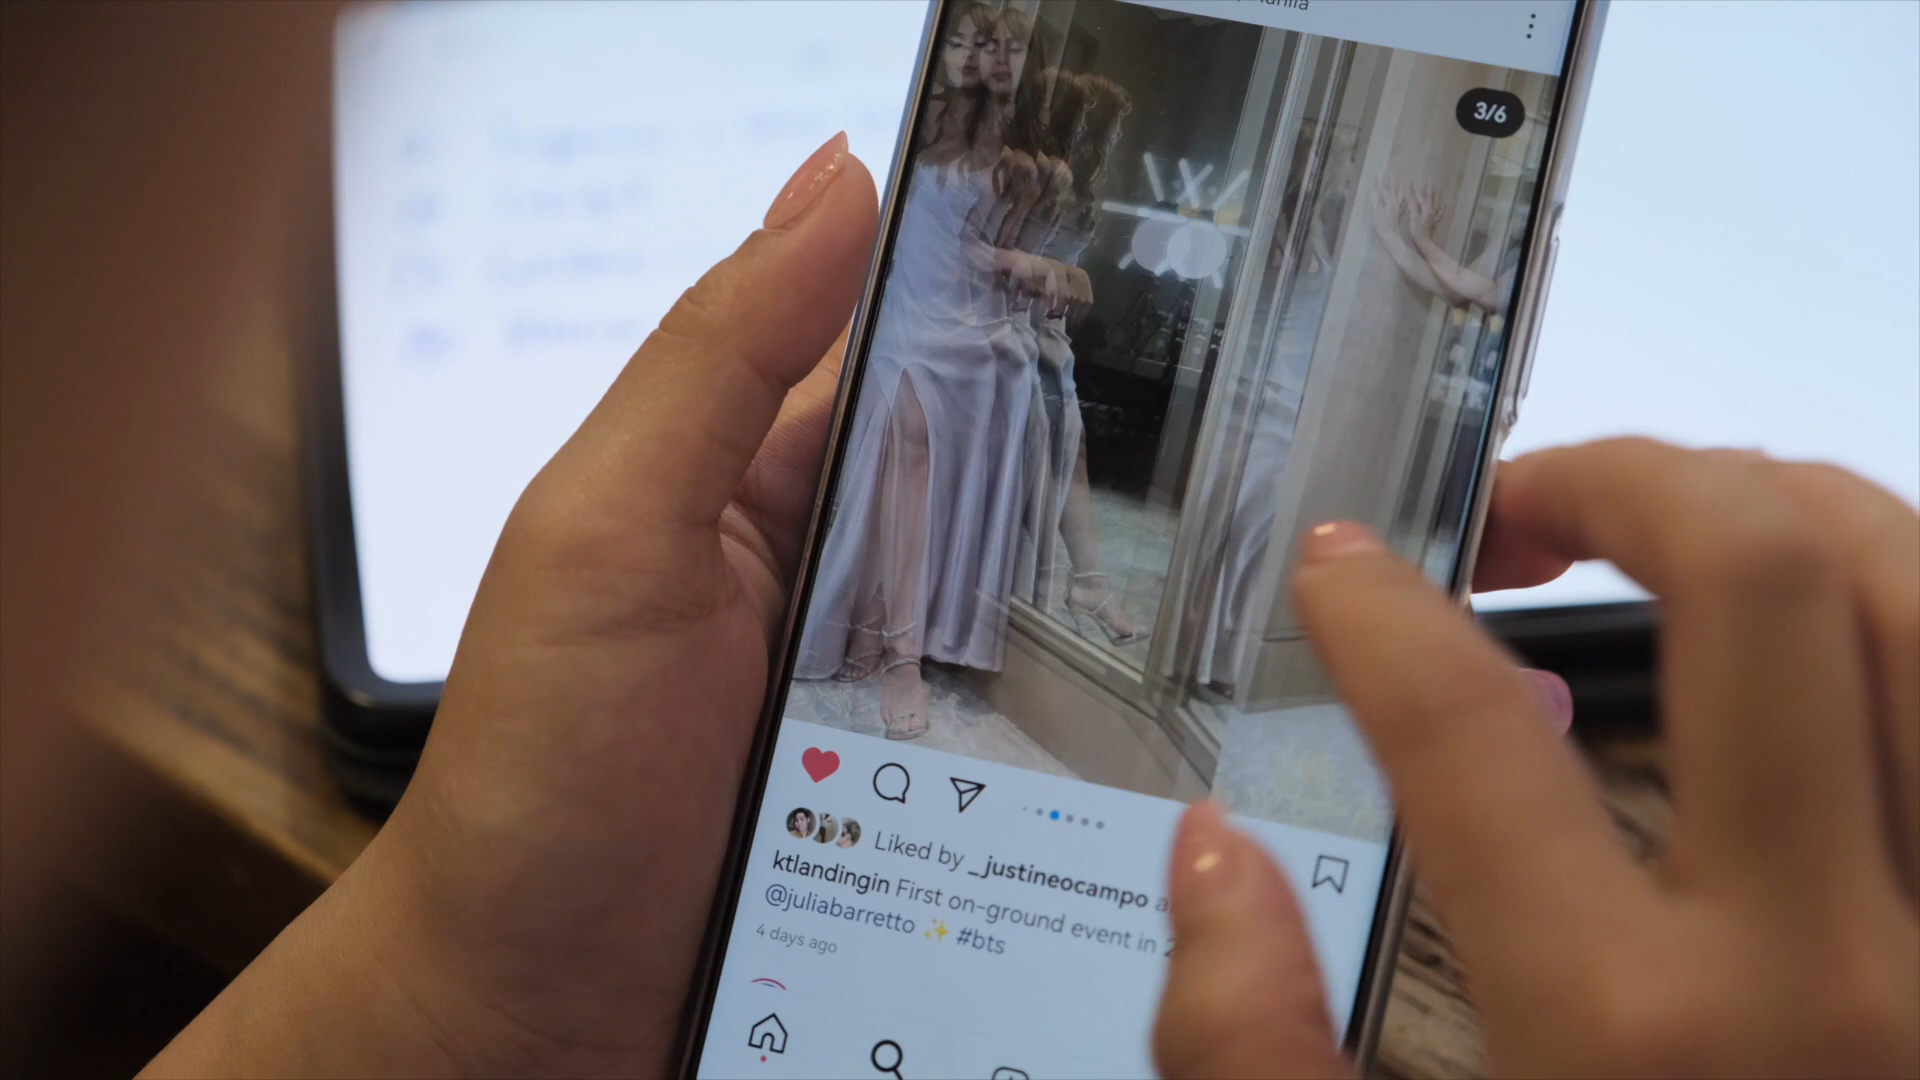 3/6
Liked by _justineocampo
ktlandingin First on-ground event in
@juliabarretto ✨ #bts
4 days ago